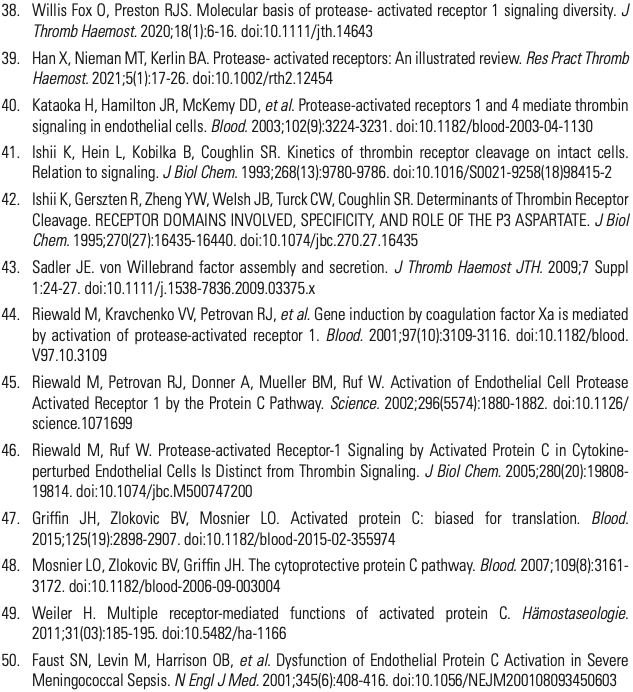 38. Willis Fox O, Preston RJS. Molecular basis of protease- activated receptor 1 signaling diversity. J
Thromb Haemost. 2020;18(1):6-16. doi:10.1111/jth.14643
39. Han X, Nieman MT, Kerlin BA. Protease- activated receptors: An illustrated review. Res Pract Thromb
Haemost. 2021;5(1):17-26. doi:10.1002/rth2.12454
40. Kataoka H, Hamilton JR, McKemy DD, et al. Protease-activated receptors 1 and 4 mediate thrombin
signaling in endothelial cells. Blood. 2003;102(9):3224-3231. doi:10.1182/blood-2003-04-1130
41. Ishii K, Hein L, Kobilka B, Coughlin SR. Kinetics of thrombin receptor cleavage on intact cells.
Relation to signaling. J Biol Chem. 1993;268(13):9780-9786. doi:10.1016/S0021-9258(18)98415-2
42. Ishii K, Gerszten R, Zheng YW, Welsh JB, Turck CW, Coughlin SR. Determinants of Thrombin Receptor
Cleavage. RECEPTOR DOMAINS INVOLVED, SPECIFICITY, AND ROLE OF THE P3 ASPARTATE. J Biol
Chem. 1995;270(27):16435-16440. doi:10.1074/jbc.270.27.16435
43. Sadler JE. von Willebrand factor assembly and secretion. J Thromb Haemost JTH. 2009;7 Suppl
1:24-27. doi:10.1111/j.1538-7836.2009.03375.x
44. Riewald M, Kravchenko VV, Petrovan RJ, et al. Gene induction by coagulation factor Xa is mediated
by activation of protease-activated receptor 1. Blood. 2001;97(10):3109-3116. doi:10.1182/blood.
V97.10.3109
45. Riewald M, Petrovan RJ, Donner A, Mueller BM, Ruf W. Activation of Endothelial Cell Protease
Activated Receptor 1 by the Protein C Pathway. Science. 2002;296(5574):1880-1882. doi:10.1126/
science.1071699
46. Riewald M, Ruf W. Protease-activated Receptor-1 Signaling by Activated Protein C in Cytokine-
perturbed Endothelial Cells Is Distinct from Thrombin Signaling. J Biol Chem. 2005;280(20):19808-
19814. doi:10.1074/jbc.M500747200
47. Griffin JH, Zlokovic BV, Mosnier LO. Activated protein C: biased for translation. Blood.
2015;125(19):2898-2907. doi:10.1182/blood-2015-02-355974
48. Mosnier LO, Zlokovic BV, Griffin JH. The cytoprotective protein C pathway. Blood. 2007;109(8):3161-
3172. doi:10.1182/blood-2006-09-003004
49. Weiler H. Multiple receptor-mediated functions of activated protein C. Hämostaseologie.
2011;31(03):185-195. doi:10.5482/ha-1166
50. Faust SN, Levin M, Harrison OB, et al. Dysfunction of Endothelial Protein C Activation in Severe
Meningococcal Sepsis. N Engl J Med. 2001;345(6):408-416. doi:10.1056/NEJM200108093450603